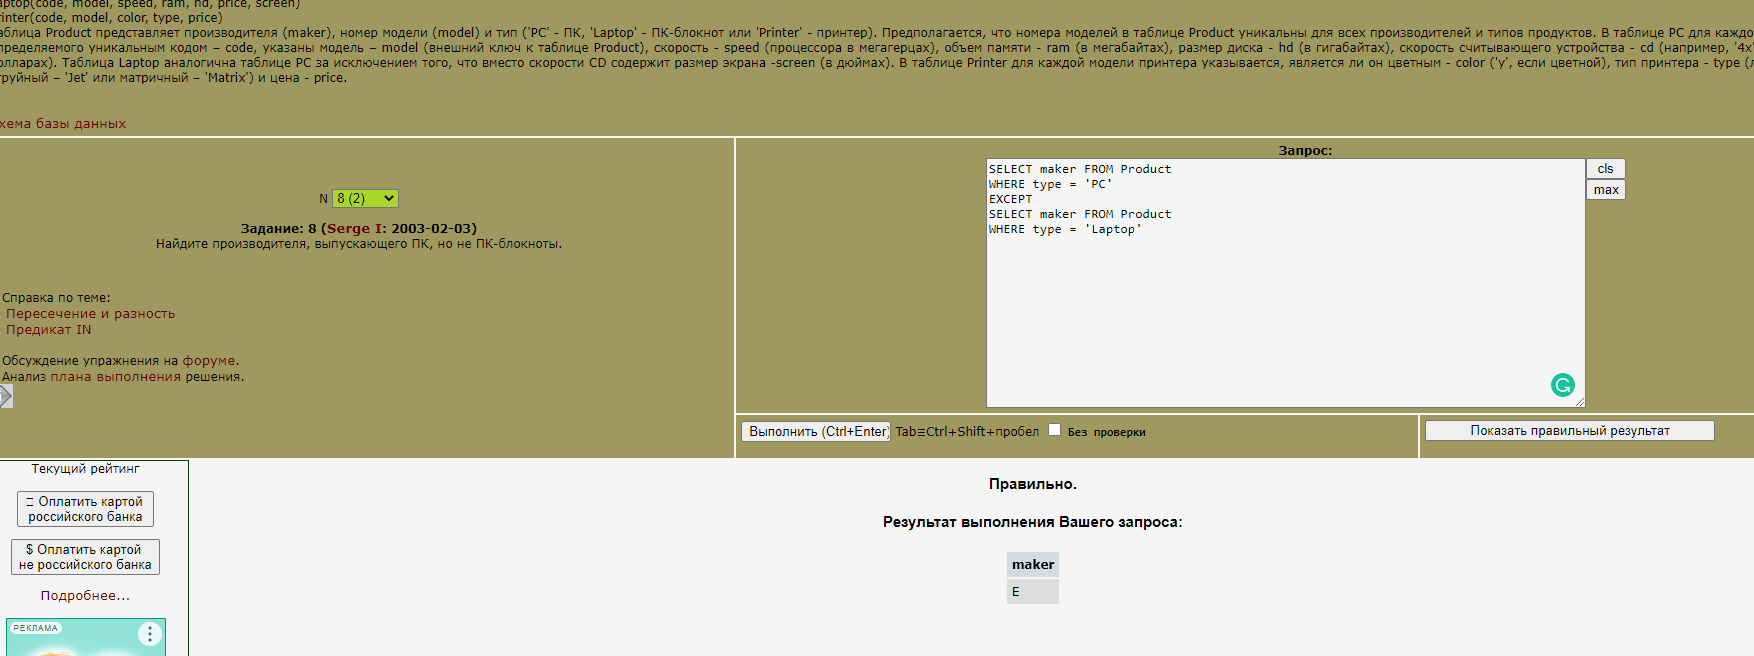 aptop(code, model, speed, ram, hd, price, screen)
rinter(code, model, color, type, price)
аблица Product представляет производителя (maker), номер модели (model) и тип ('PC' - ПК, 'Laptop' - ПК-блокнот или 'Printer' - принтер). Предполагается, что номера моделей в таблице Product уникальны для всех производителей и типов продуктов. В таблице PC для каждо
пределяемого уникальным кодом – code, указаны модель – model (внешний ключ к таблице Product), скорость - speed (процессора в мегагерцах), объем памяти - ram (в мегабайтах), размер диска - hd (в гигабайтах), скорость считывающего устройства - cd (например, '4x'
олларах). Таблица Laptop аналогична таблице PC за исключением того, что вместо скорости CD содержит размер экрана -screen (в дюймах). В таблице Printer для каждой модели принтера указывается, является ли он цветным - color ('y', если цветной), тип принтера - type (л
труйный – 'Jet' или матричный – 'Matrix') и цена - price.
хема базы данных
N 8 (2)
Задание: 8 (Serge I: 2003-02-03)
Найдите производителя, выпускающего ПК, но не ПК-блокноты.
Справка по теме:
Пересечение и разность
Предикат IN
Обсуждение упражнения на форуме.
Анализ плана выполнения решения.
Запрос:
SELECT maker FROM Product
WHERE type = 'PC'
EXCEPT
SELECT maker FROM Product
WHERE type = 'Laptop'
cls
max
Выполнить (Ctrl+Enter) Tab≡Ctrl+Shift+пробел Без проверки
Показать правильный результат
Текущий рейтинг
Оплатить картой
российского банка
$ Оплатить картой
не российского банка
Подробнее...
РЕКЛАМА
Правильно.
Результат выполнения Вашего запроса:
maker
E